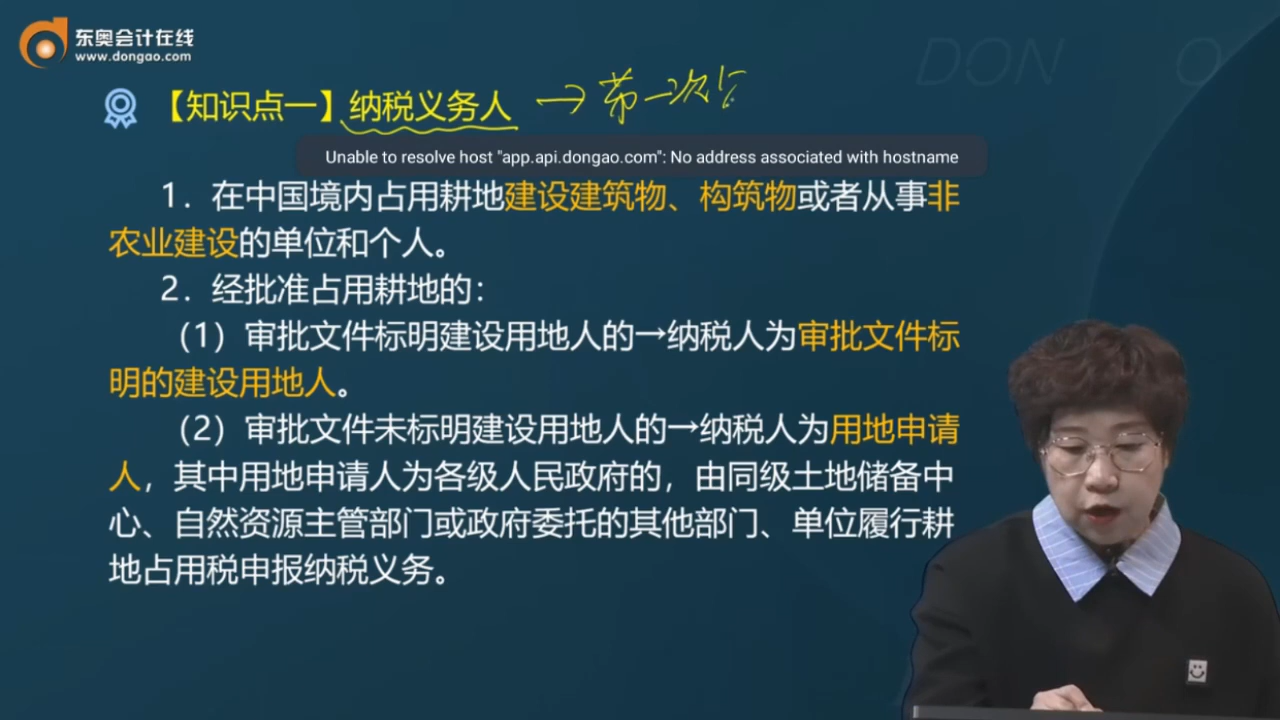 东奥会计在线
www.dongao.com
DON O
【知识点一】纳税义务人 → 第一次占
Unable to resolve host "app.api.dongao.com": No address associated with hostname
1. 在中国境内占用耕地建设建筑物、构筑物或者从事非
农业建设的单位和个人。
2. 经批准占用耕地的：
（1）审批文件标明建设用地人的→纳税人为审批文件标
明的建设用地人。
（2）审批文件未标明建设用地人的→纳税人为用地申请
人，其中用地申请人为各级人民政府的，由同级土地储备中
心、自然资源主管部门或政府委托的其他部门、单位履行耕
地占用税申报纳税义务。